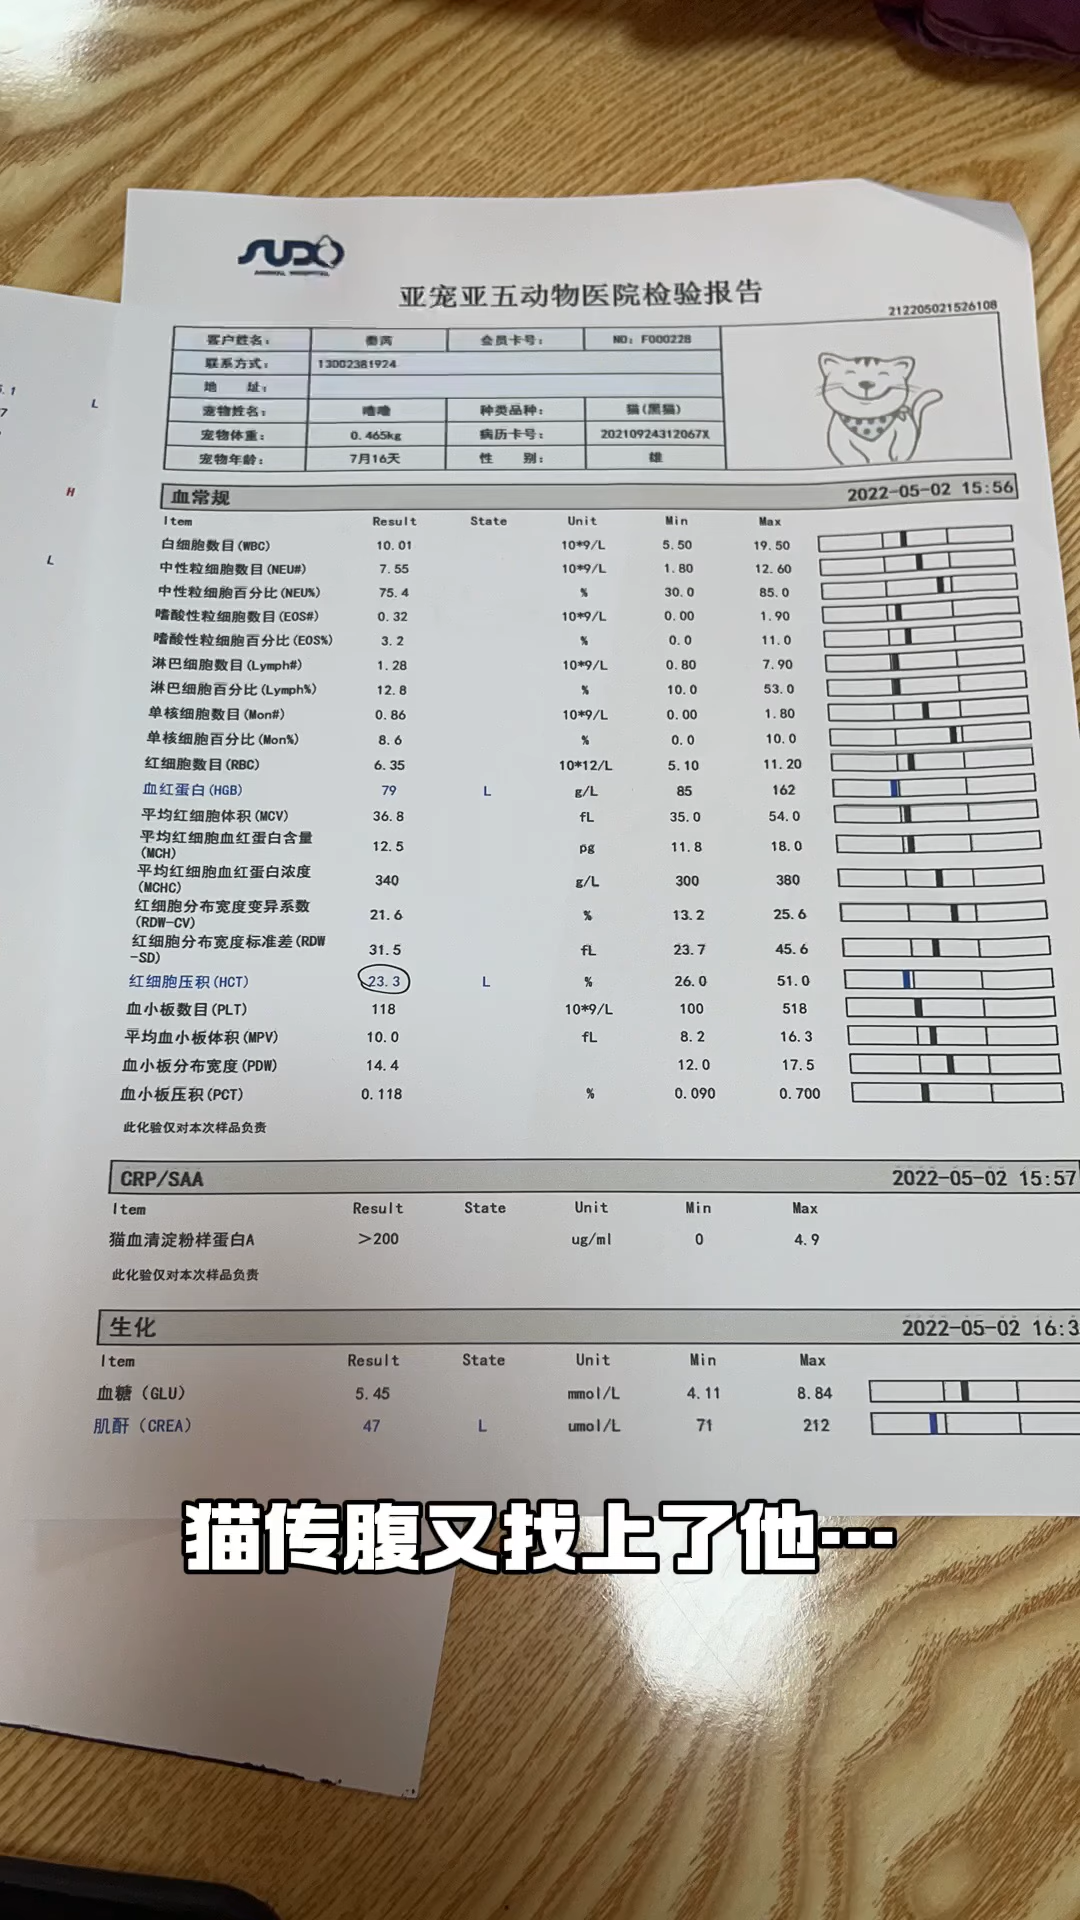 SUDO
ANIMAL HOSPITAL
亚宠亚五动物医院检验报告
212205021526108
客户姓名： 秦芮 会员卡号： NO: F000228
联系方式： 13002381924
地 址：
宠物姓名： 噜噜 种类品种： 猫(黑猫)
宠物体重： 0.465kg 病历卡号： 20210924312067X
宠物年龄： 7月16天 性 别： 雄
血常规 2022-05-02 15:56
Item Result State Unit Min Max
白细胞数目(WBC) 10.01 10*9/L 5.50 19.50
中性粒细胞数目(NEU#) 7.55 10*9/L 1.80 12.60
中性粒细胞百分比(NEU%) 75.4 % 30.0 85.0
嗜酸性粒细胞数目(EOS#) 0.32 10*9/L 0.00 1.90
嗜酸性粒细胞百分比(EOS%) 3.2 % 0.0 11.0
淋巴细胞数目(Lymph#) 1.28 10*9/L 0.80 7.90
淋巴细胞百分比(Lymph%) 12.8 % 10.0 53.0
单核细胞数目(Mon#) 0.86 10*9/L 0.00 1.80
单核细胞百分比(Mon%) 8.6 % 0.0 10.0
红细胞数目(RBC) 6.35 10*12/L 5.10 11.20
血红蛋白(HGB) 79 L g/L 85 162
平均红细胞体积(MCV) 36.8 fL 35.0 54.0
平均红细胞血红蛋白含量
(MCH) 12.5 pg 11.8 18.0
平均红细胞血红蛋白浓度
(MCHC) 340 g/L 300 380
红细胞分布宽度变异系数
(RDW-CV) 21.6 % 13.2 25.6
红细胞分布宽度标准差(RDW
-SD) 31.5 fL 23.7 45.6
红细胞压积(HCT) 23.3 L % 26.0 51.0
血小板数目(PLT) 118 10*9/L 100 518
平均血小板体积(MPV) 10.0 fL 8.2 16.3
血小板分布宽度(PDW) 14.4 12.0 17.5
血小板压积(PCT) 0.118 % 0.090 0.700
此化验仅对本次样品负责
CRP/SAA 2022-05-02 15:57
Item Result State Unit Min Max
猫血清淀粉样蛋白A >200 ug/ml 0 4.9
此化验仅对本次样品负责
生化 2022-05-02 16:3
Item Result State Unit Min Max
血糖（GLU） 5.45 mmol/L 4.11 8.84
肌酐（CREA） 47 L umol/L 71 212
猫传腹又找上了他…
L
H
L